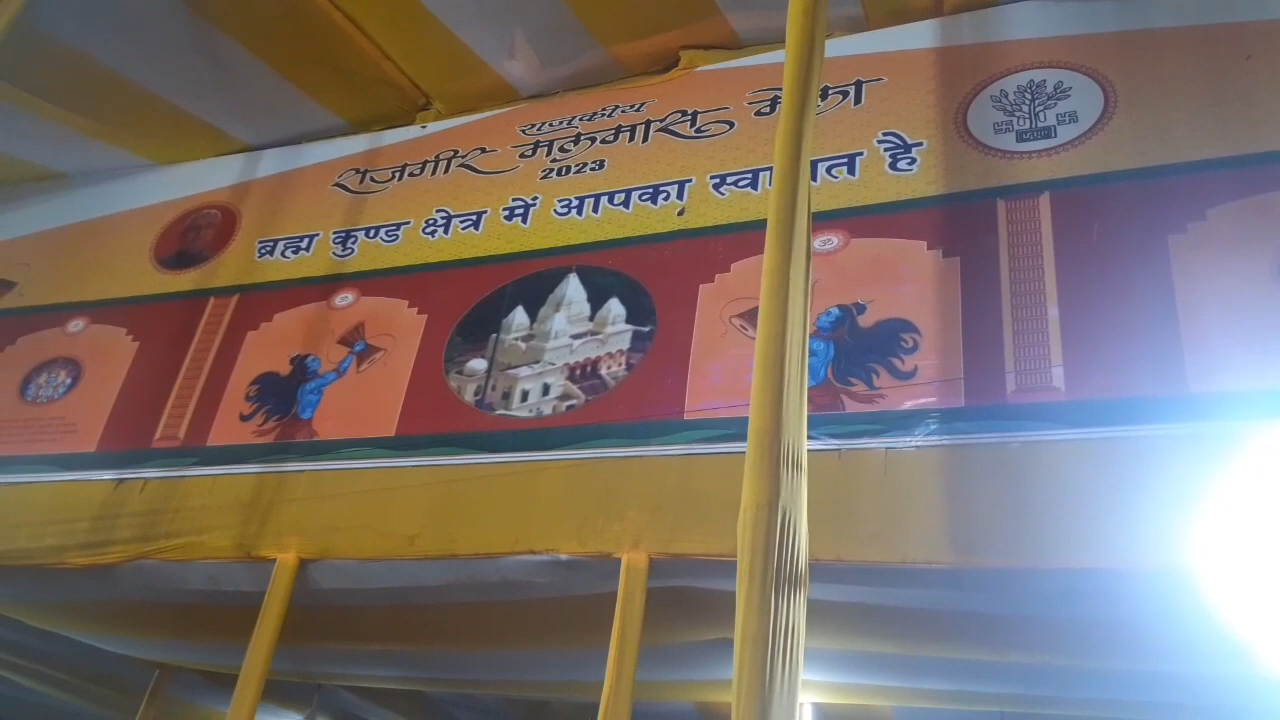 राजकीय
राजगीर मलमास मेला
2023
ब्रह्म कुण्ड क्षेत्र में आपका स्वागत है
ॐ
ॐ